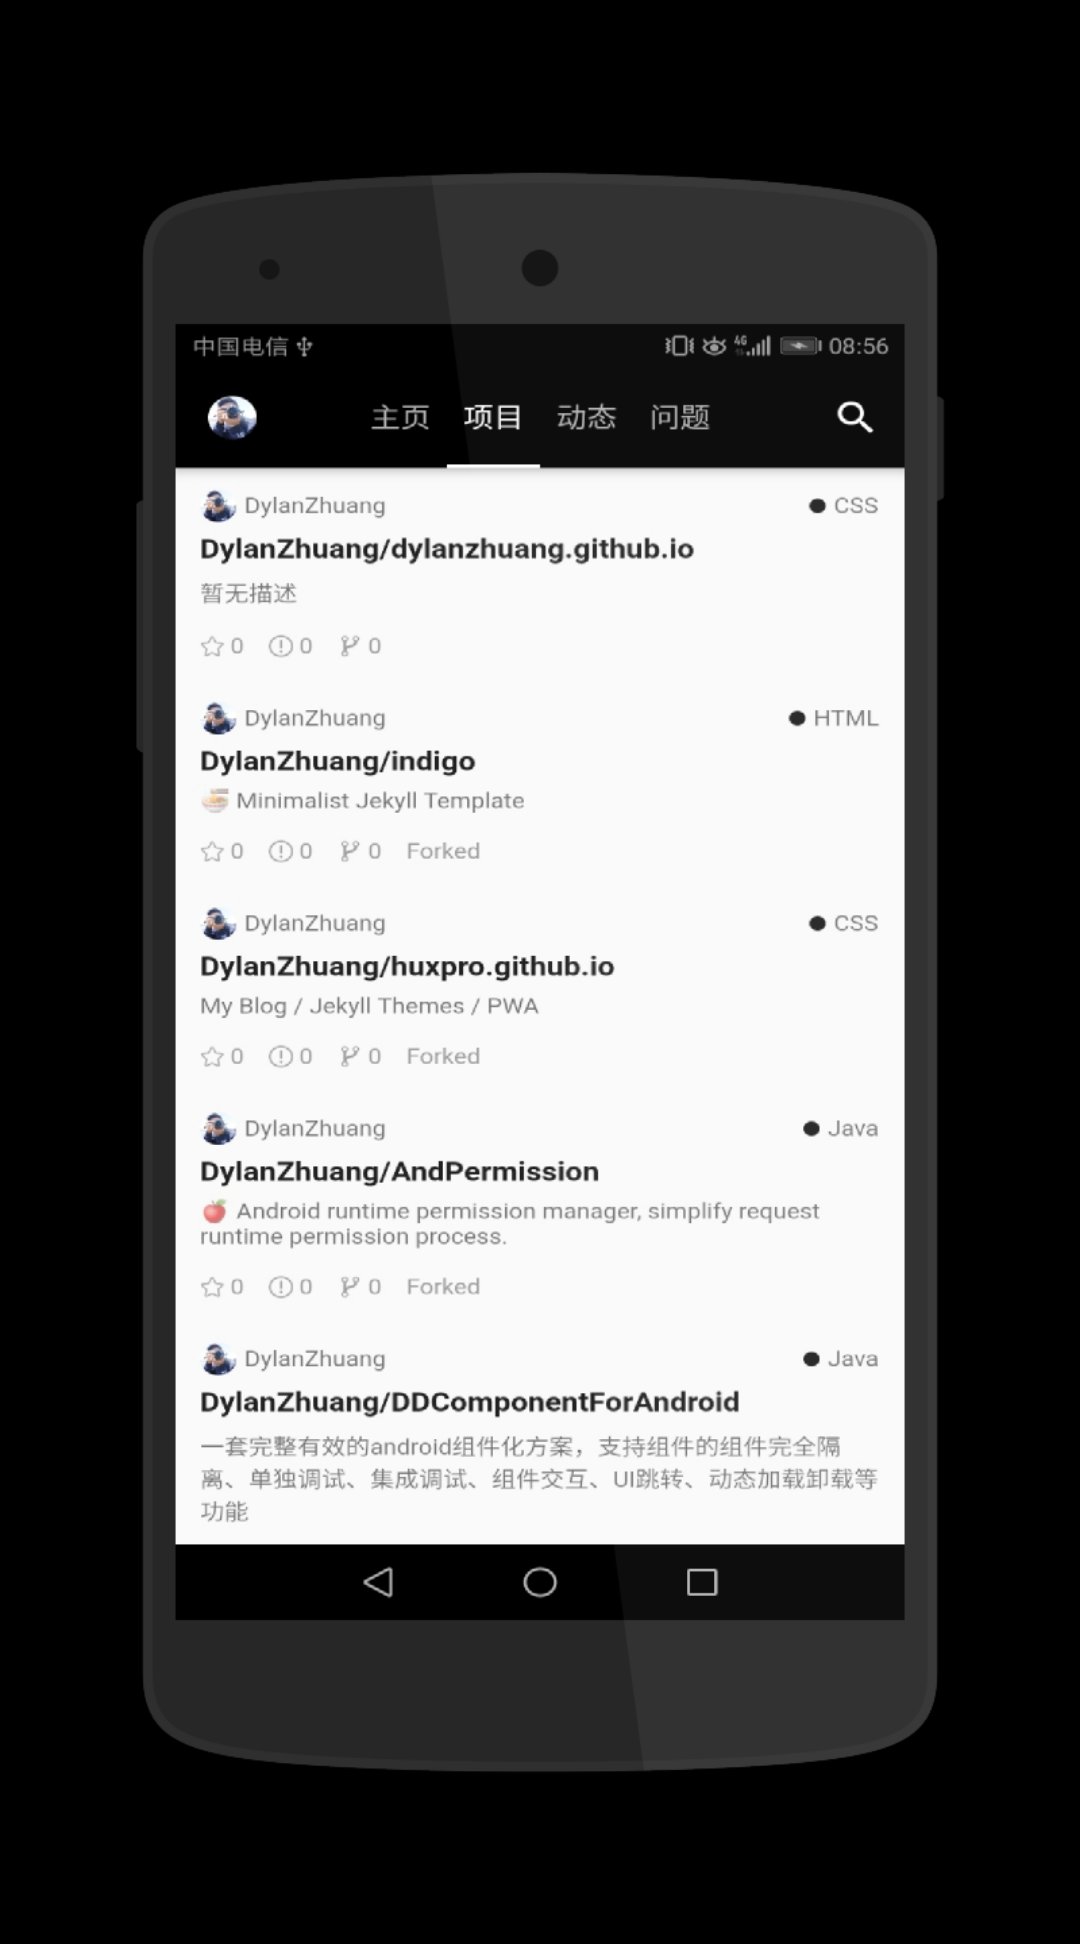 中国电信 4G 08:56
主页 项目 动态 问题
DylanZhuang CSS
DylanZhuang/dylanzhuang.github.io
暂无描述
0 0 0
DylanZhuang HTML
DylanZhuang/indigo
🍜 Minimalist Jekyll Template
0 0 0 Forked
DylanZhuang CSS
DylanZhuang/huxpro.github.io
My Blog / Jekyll Themes / PWA
0 0 0 Forked
DylanZhuang Java
DylanZhuang/AndPermission
🍎 Android runtime permission manager, simplify request
runtime permission process.
0 0 0 Forked
DylanZhuang Java
DylanZhuang/DDComponentForAndroid
一套完整有效的android组件化方案，支持组件的组件完全隔
离、单独调试、集成调试、组件交互、UI跳转、动态加载卸载等
功能